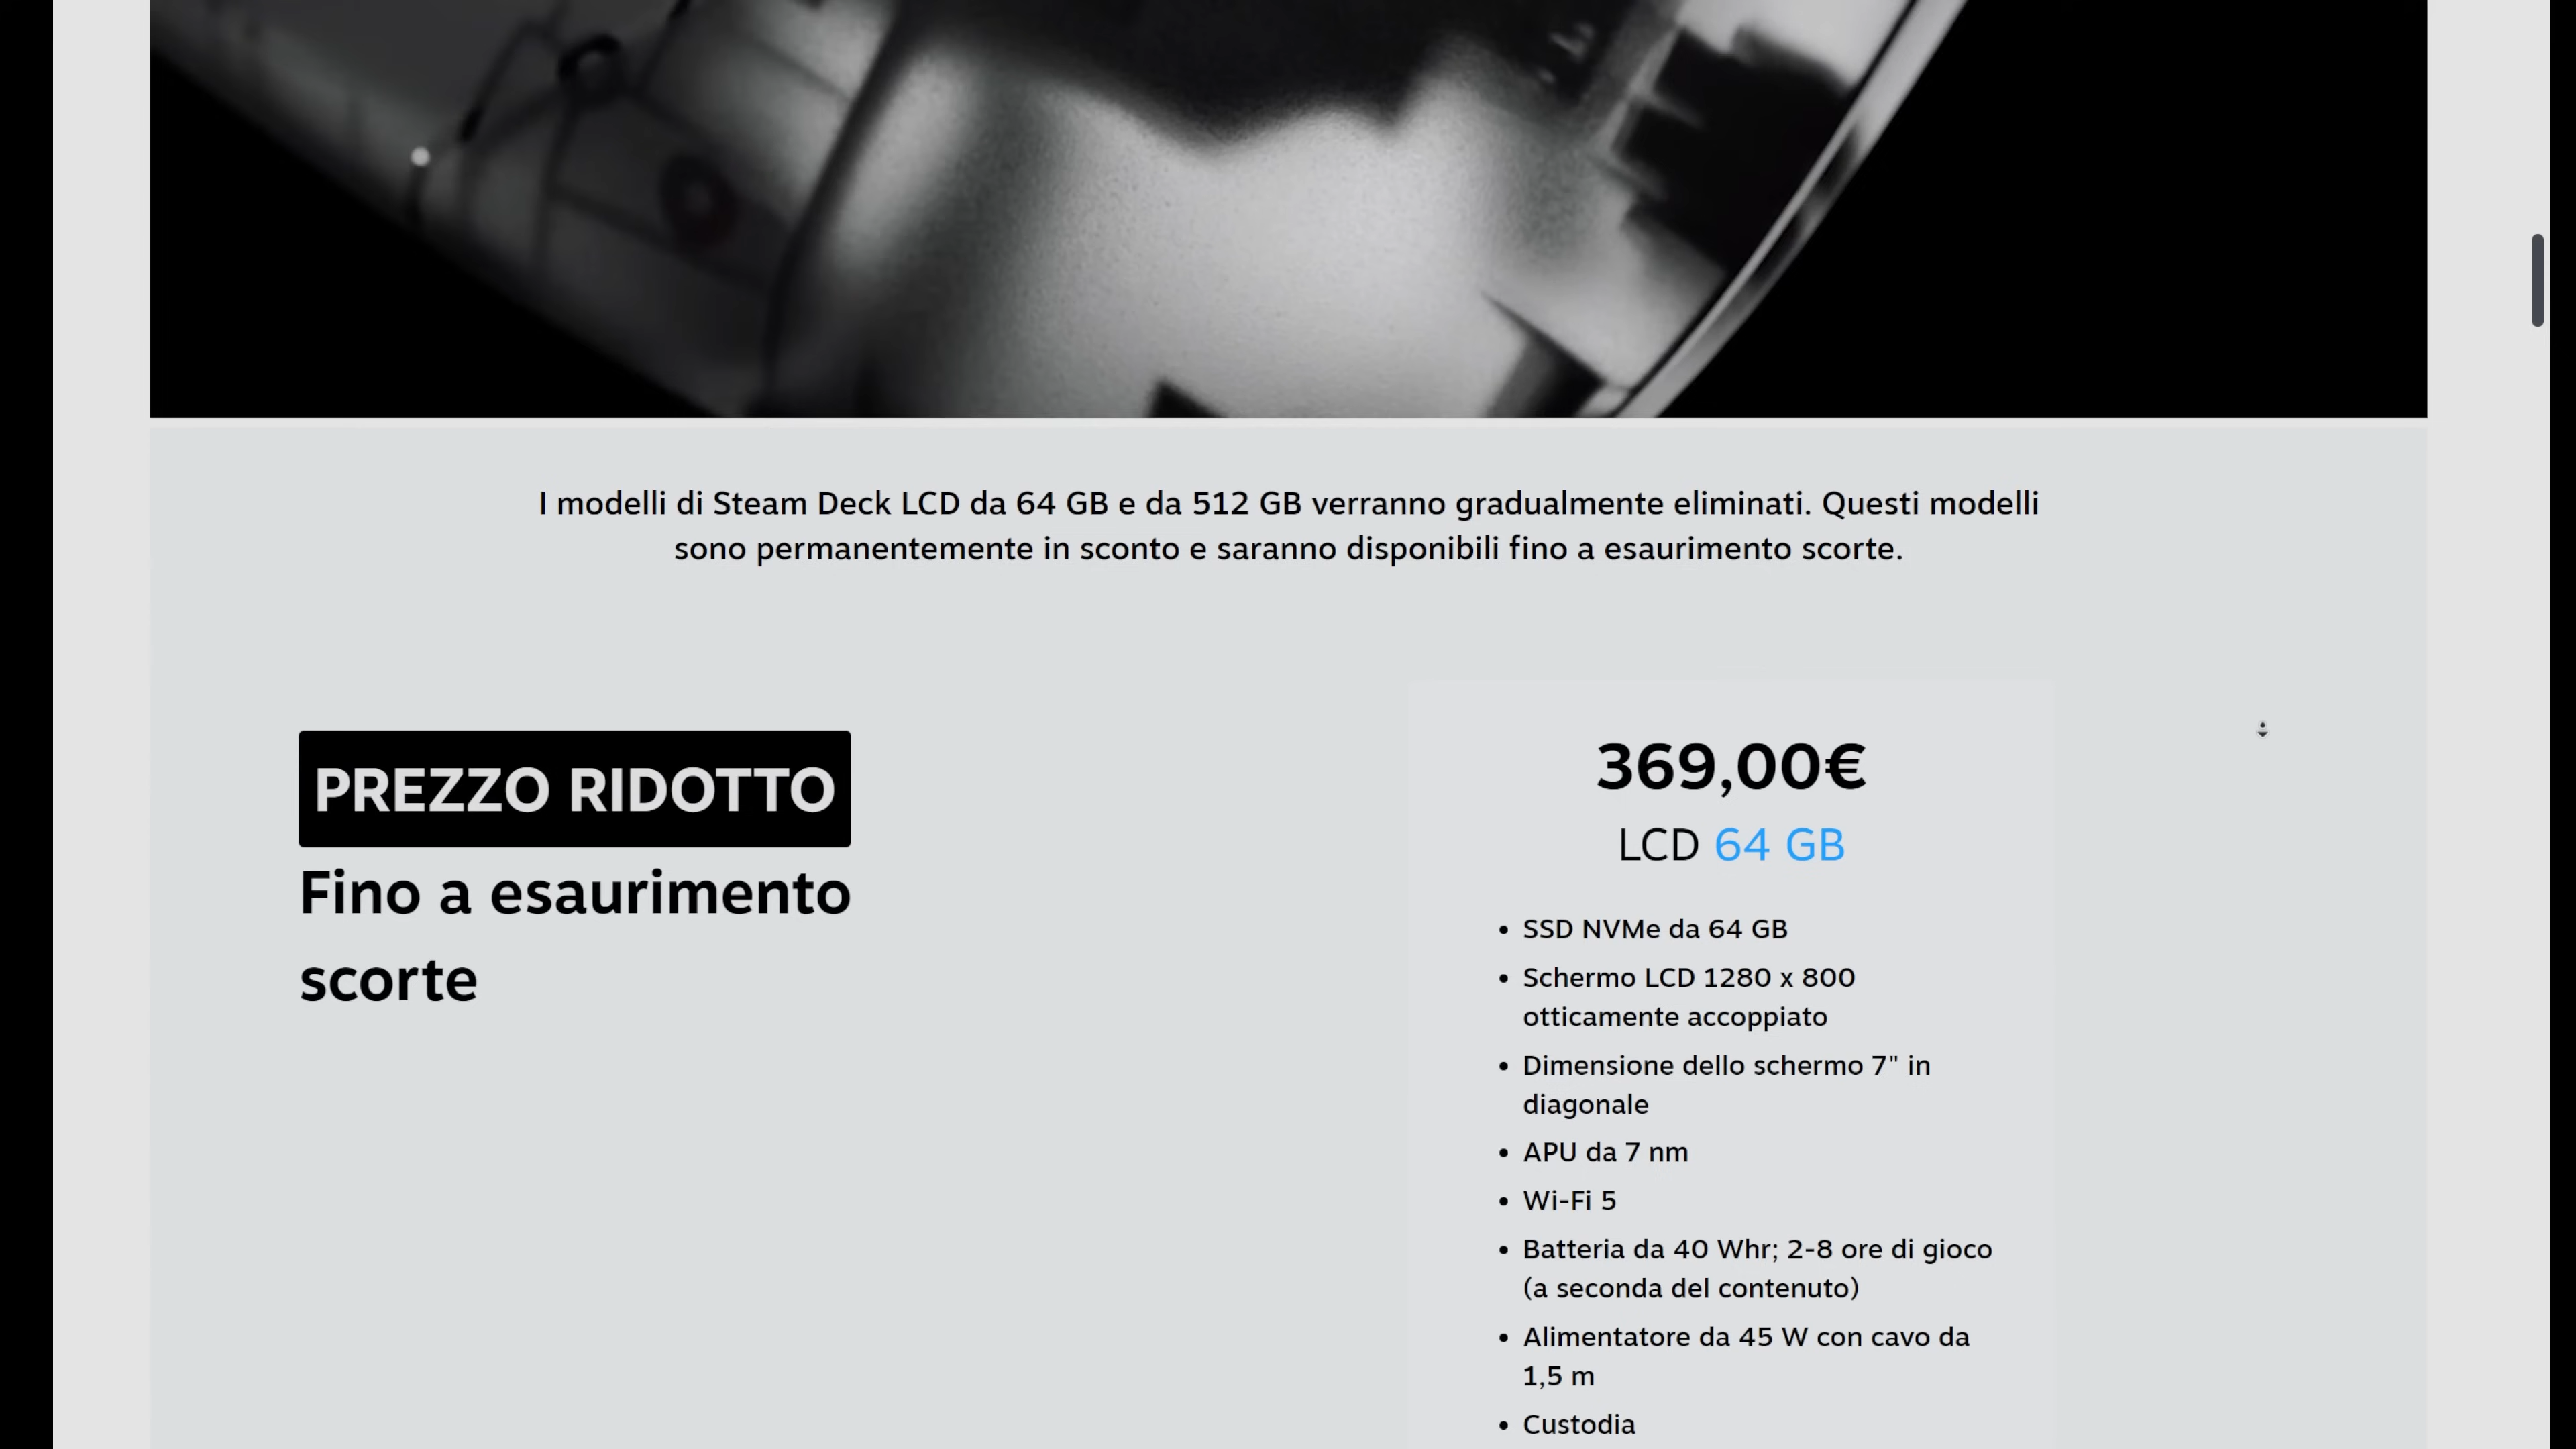 I modelli di Steam Deck LCD da 64 GB e da 512 GB verranno gradualmente eliminati. Questi modelli
sono permanentemente in sconto e saranno disponibili fino a esaurimento scorte.
PREZZO RIDOTTO
Fino a esaurimento
scorte
369,00€
LCD 64 GB
• SSD NVMe da 64 GB
• Schermo LCD 1280 x 800
otticamente accoppiato
• Dimensione dello schermo 7" in
diagonale
• APU da 7 nm
• Wi-Fi 5
• Batteria da 40 Whr; 2-8 ore di gioco
(a seconda del contenuto)
• Alimentatore da 45 W con cavo da
1,5 m
• Custodia